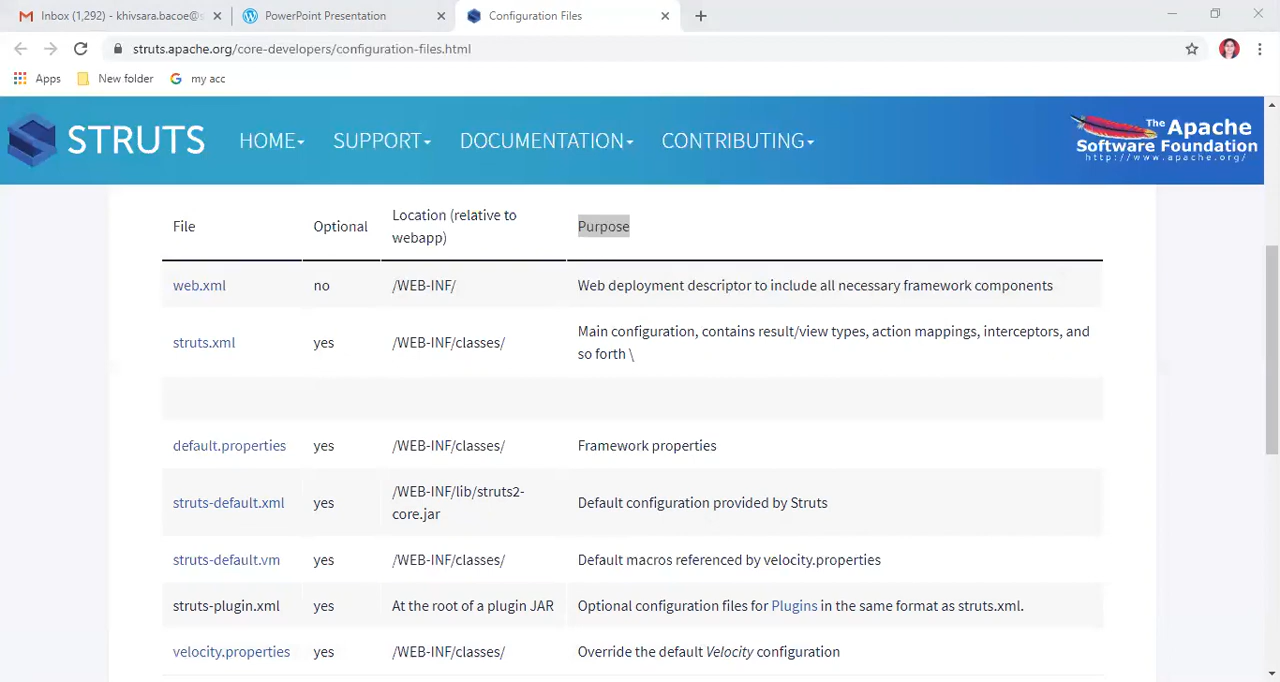 Inbox (1,292) - khivsara.bacoe@s
PowerPoint Presentation
Configuration Files
struts.apache.org/core-developers/configuration-files.html
Apps
New folder
my acc
STRUTS
HOME
SUPPORT
DOCUMENTATION
CONTRIBUTING
The Apache
Software Foundation
http://www.apache.org/
File
Optional
Location (relative to
webapp)
Purpose
web.xml
no
/WEB-INF/
Web deployment descriptor to include all necessary framework components
struts.xml
yes
/WEB-INF/classes/
Main configuration, contains result/view types, action mappings, interceptors, and
so forth \
default.properties
yes
/WEB-INF/classes/
Framework properties
struts-default.xml
yes
/WEB-INF/lib/struts2-
core.jar
Default configuration provided by Struts
struts-default.vm
yes
/WEB-INF/classes/
Default macros referenced by velocity.properties
struts-plugin.xml
yes
At the root of a plugin JAR
Optional configuration files for Plugins in the same format as struts.xml.
velocity.properties
yes
/WEB-INF/classes/
Override the default Velocity configuration